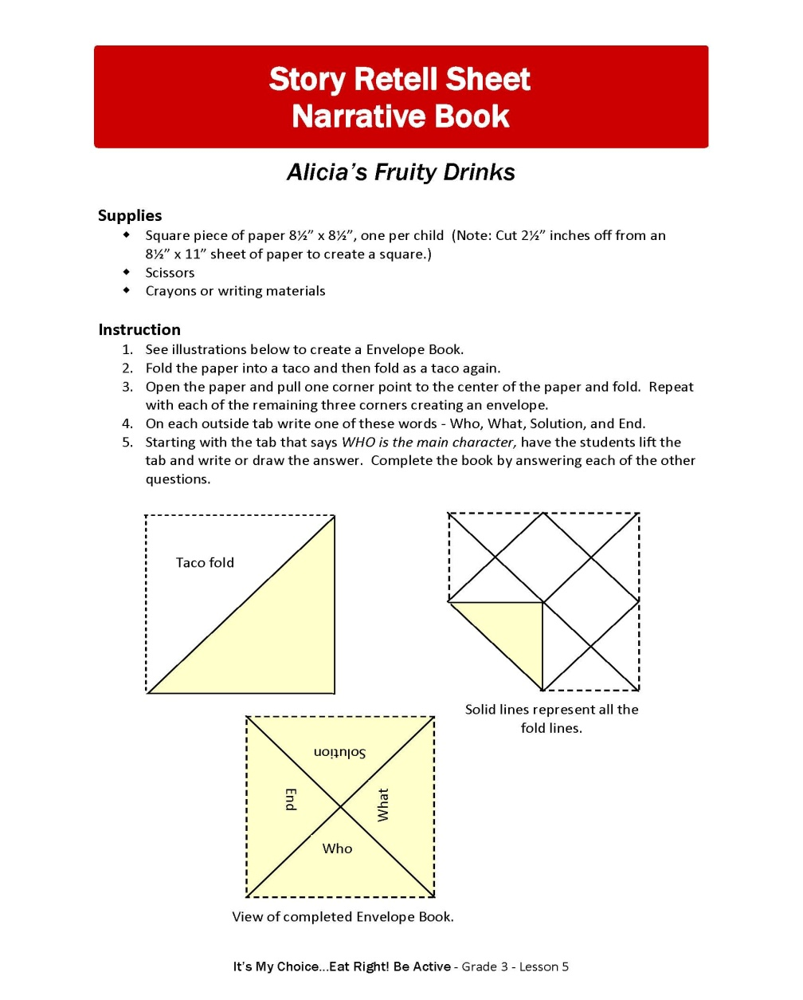 Story Retell Sheet
Narrative Book
Alicia's Fruity Drinks
Supplies
◆ Square piece of paper 8½" x 8½", one per child (Note: Cut 2½" inches off from an
8½" x 11" sheet of paper to create a square.)
◆ Scissors
◆ Crayons or writing materials
Instruction
1. See illustrations below to create a Envelope Book.
2. Fold the paper into a taco and then fold as a taco again.
3. Open the paper and pull one corner point to the center of the paper and fold. Repeat
with each of the remaining three corners creating an envelope.
4. On each outside tab write one of these words - Who, What, Solution, and End.
5. Starting with the tab that says WHO is the main character, have the students lift the
tab and write or draw the answer. Complete the book by answering each of the other
questions.
Taco fold
Solid lines represent all the
fold lines.
Solution
End
What
Who
View of completed Envelope Book.
It's My Choice...Eat Right! Be Active - Grade 3 - Lesson 5